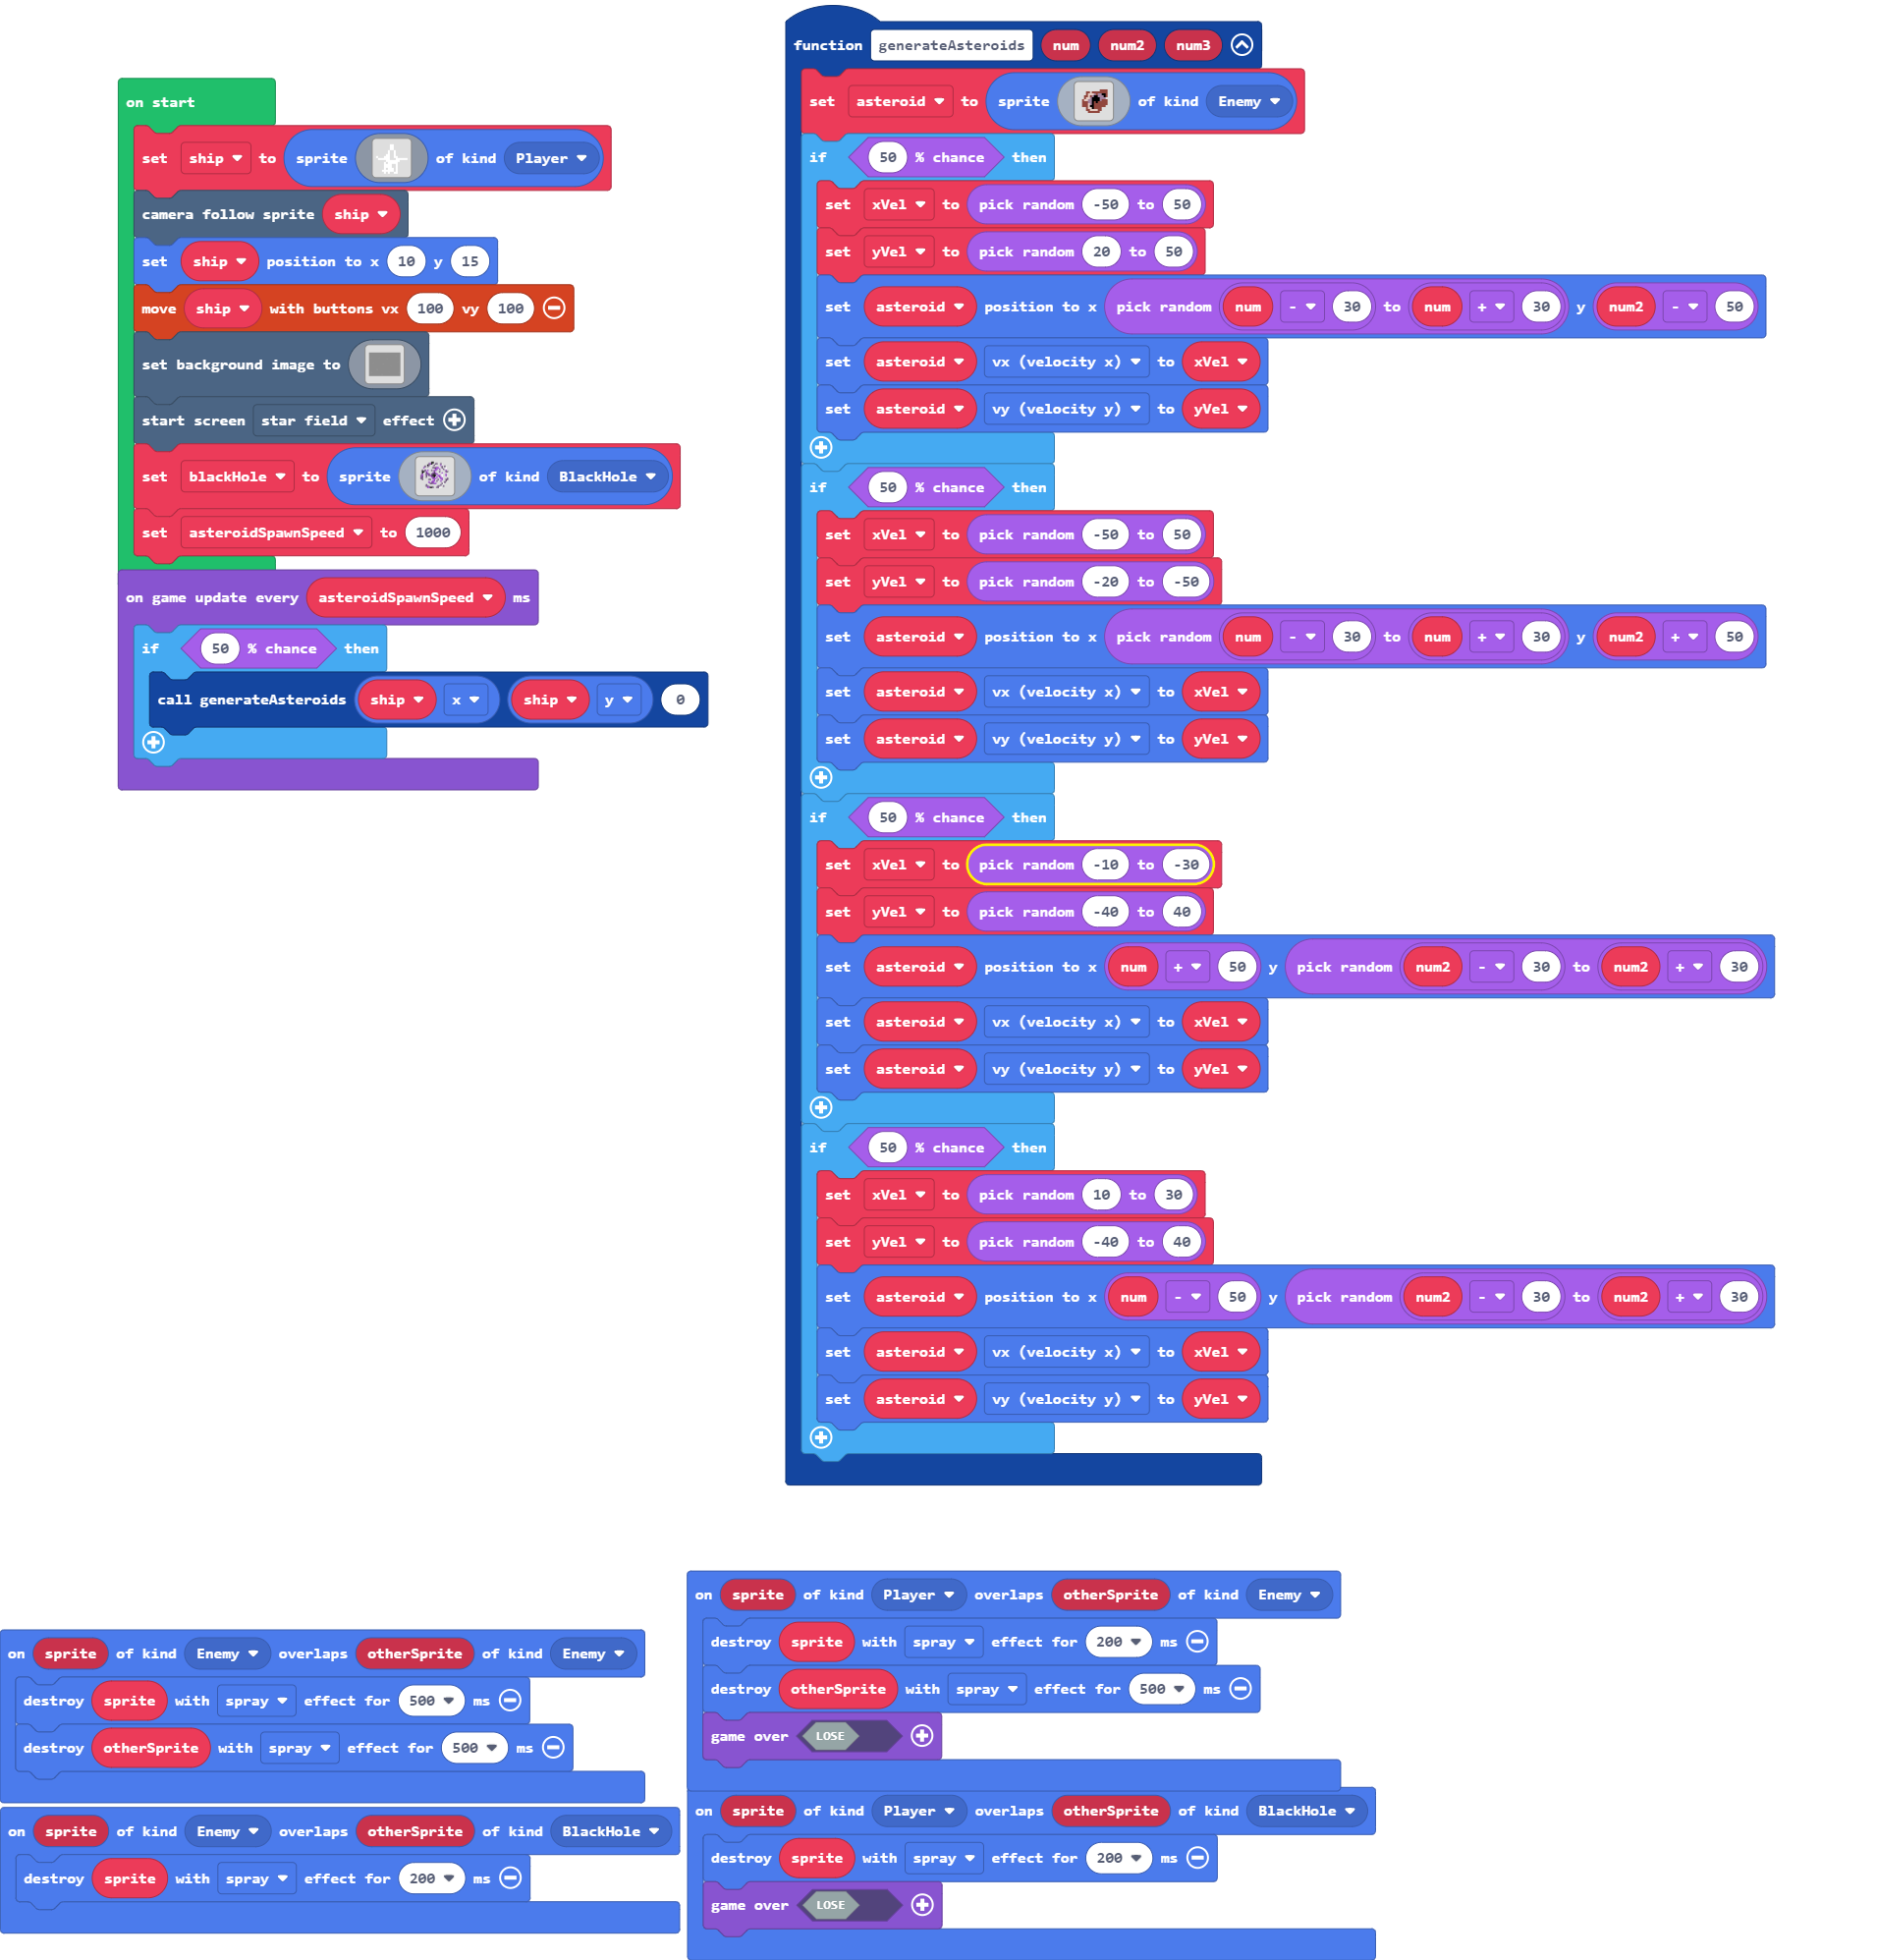 on start
set ship to sprite of kind Player
camera follow sprite ship
set ship position to x 10 y 15
move ship with buttons vx 100 vy 100
set background image to
start screen star field effect
set blackHole to sprite of kind BlackHole
set asteroidSpawnSpeed to 1000
on game update every asteroidSpawnSpeed ms
if 50 % chance then
call generateAsteroids ship x ship y 0
function generateAsteroids num num2 num3
set asteroid to sprite of kind Enemy
if 50 % chance then
set xVel to pick random -50 to 50
set yVel to pick random 20 to 50
set asteroid position to x pick random num - 30 to num + 30 y num2 - 50
set asteroid vx (velocity x) to xVel
set asteroid vy (velocity y) to yVel
if 50 % chance then
set xVel to pick random -50 to 50
set yVel to pick random -20 to -50
set asteroid position to x pick random num - 30 to num + 30 y num2 + 50
set asteroid vx (velocity x) to xVel
set asteroid vy (velocity y) to yVel
if 50 % chance then
set xVel to pick random -10 to -30
set yVel to pick random -40 to 40
set asteroid position to x num + 50 y pick random num2 - 30 to num2 + 30
set asteroid vx (velocity x) to xVel
set asteroid vy (velocity y) to yVel
if 50 % chance then
set xVel to pick random 10 to 30
set yVel to pick random -40 to 40
set asteroid position to x num - 50 y pick random num2 - 30 to num2 + 30
set asteroid vx (velocity x) to xVel
set asteroid vy (velocity y) to yVel
on sprite of kind Enemy overlaps otherSprite of kind Enemy
destroy sprite with spray effect for 500 ms
destroy otherSprite with spray effect for 500 ms
on sprite of kind Enemy overlaps otherSprite of kind BlackHole
destroy sprite with spray effect for 200 ms
on sprite of kind Player overlaps otherSprite of kind Enemy
destroy sprite with spray effect for 200 ms
destroy otherSprite with spray effect for 500 ms
game over LOSE
on sprite of kind Player overlaps otherSprite of kind BlackHole
destroy sprite with spray effect for 200 ms
game over LOSE